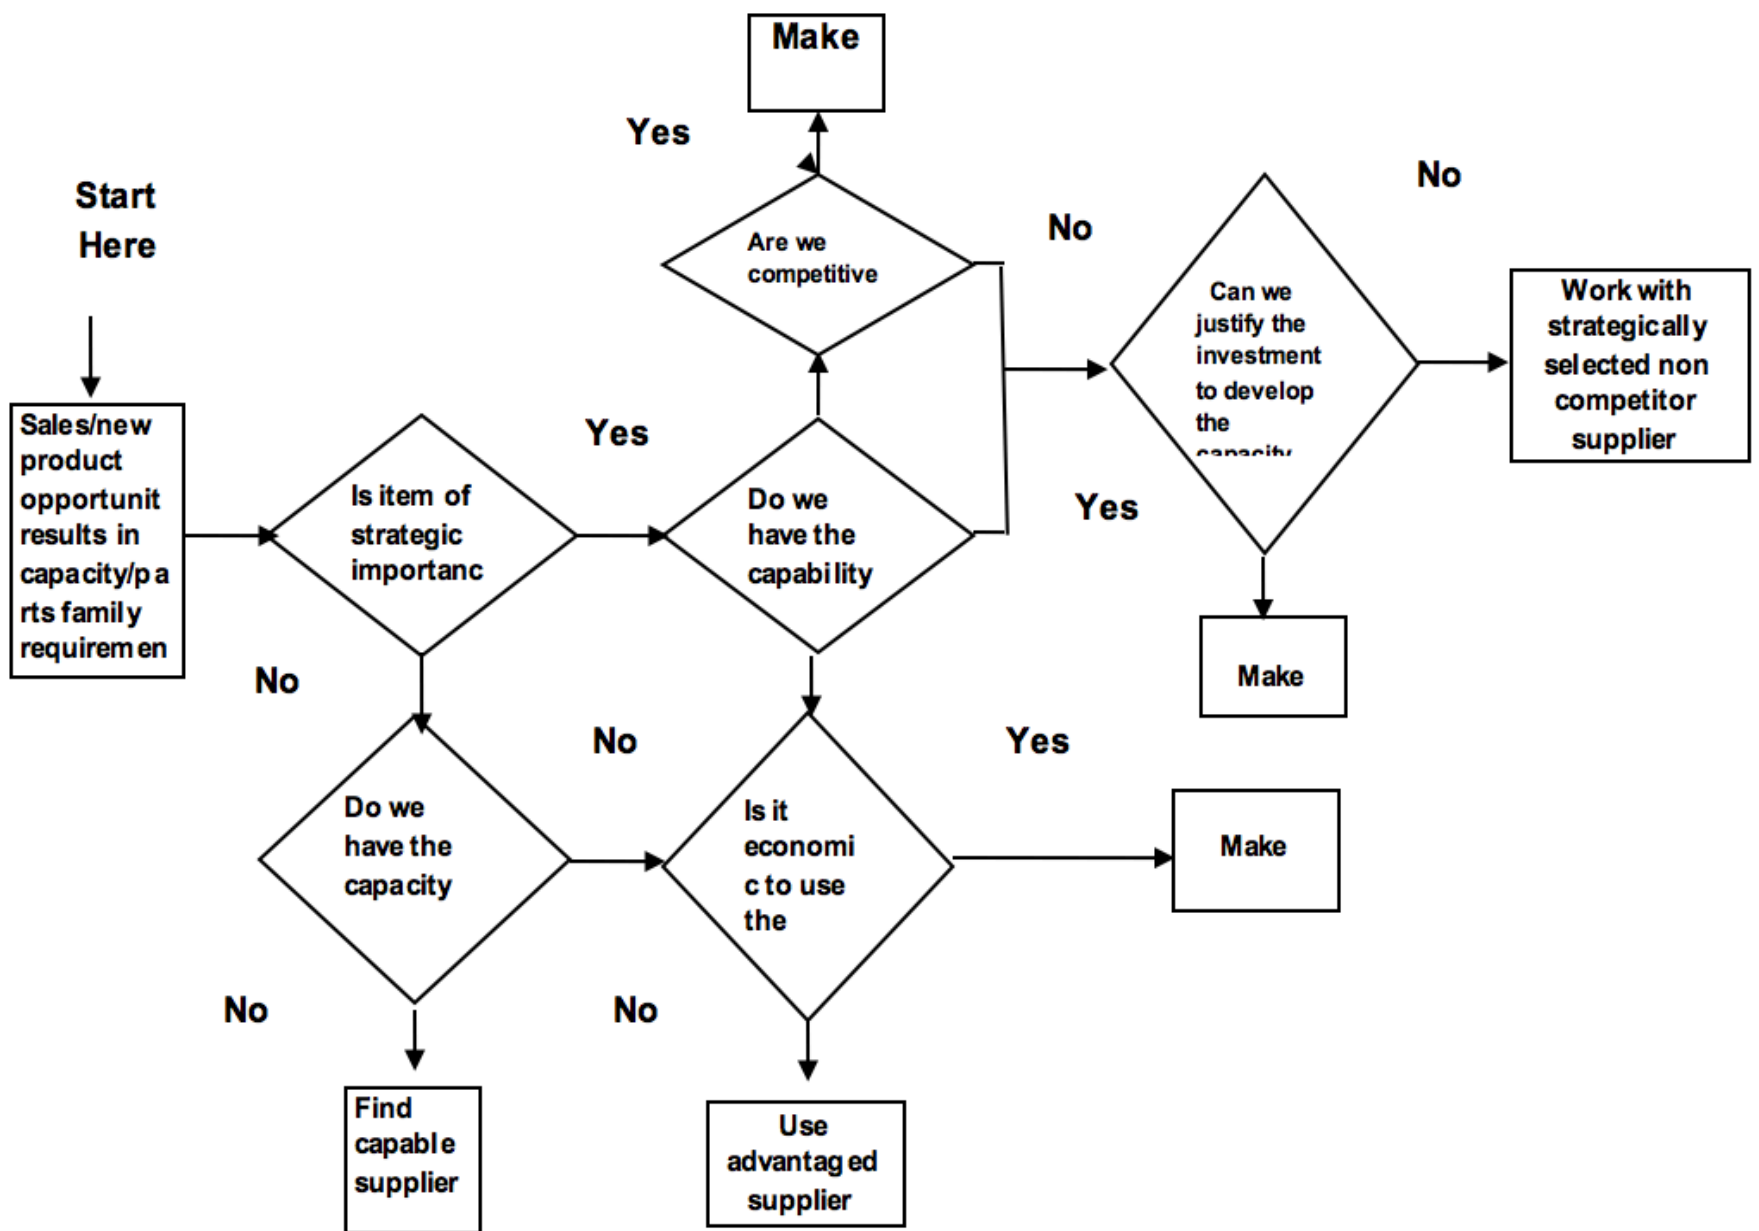 Make
Yes
No
Start
Here
No
Are we
competitive
Can we
justify the
investment
to develop
the
capacity
Work with
strategically
selected non
competitor
supplier
Sales/new
product
opportunit
results in
capacity/pa
rts family
requiremen
Yes
Is item of
strategic
importanc
Do we
have the
capability
Yes
Make
No
No
Yes
Do we
have the
capacity
Is it
economi
c to use
the
Make
No
No
Find
capable
supplier
Use
advantaged
supplier